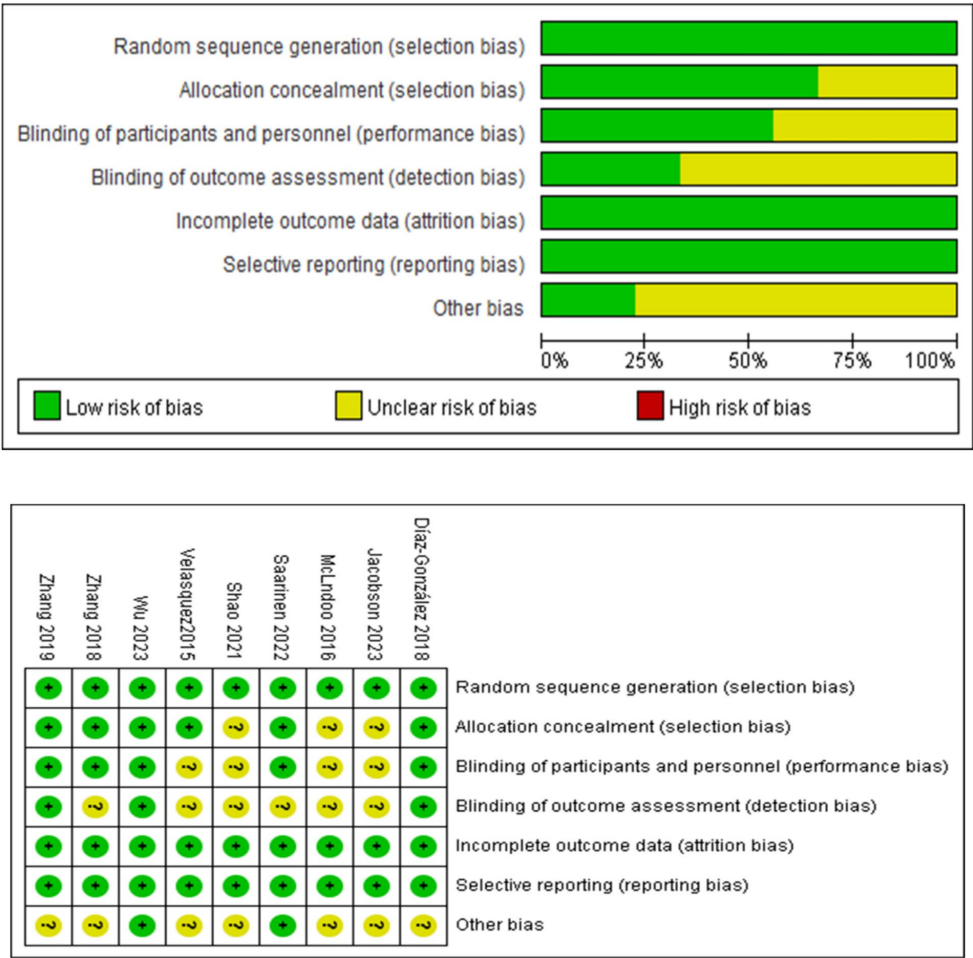 Random sequence generation (selection bias)
Allocation concealment (selection bias)
Blinding of participants and personnel (performance bias)
Blinding of outcome assessment (detection bias)
Incomplete outcome data (attrition bias)
Selective reporting (reporting bias)
Other bias
0% 25% 50% 75% 100%
Low risk of bias Unclear risk of bias High risk of bias
Zhang 2019
Zhang 2018
Wu 2023
Velasquez2015
Shao 2021
Saarinen 2022
McLndoo 2016
Jacobson 2023
Díaz-González 2018
+ + + + + + + + + Random sequence generation (selection bias)
+ + + + ? + ? ? + Allocation concealment (selection bias)
+ + + ? ? + ? ? + Blinding of participants and personnel (performance bias)
+ ? + ? ? ? ? ? + Blinding of outcome assessment (detection bias)
+ + + + + + + + + Incomplete outcome data (attrition bias)
+ + + + + + + + + Selective reporting (reporting bias)
? ? + ? ? + ? ? ? Other bias